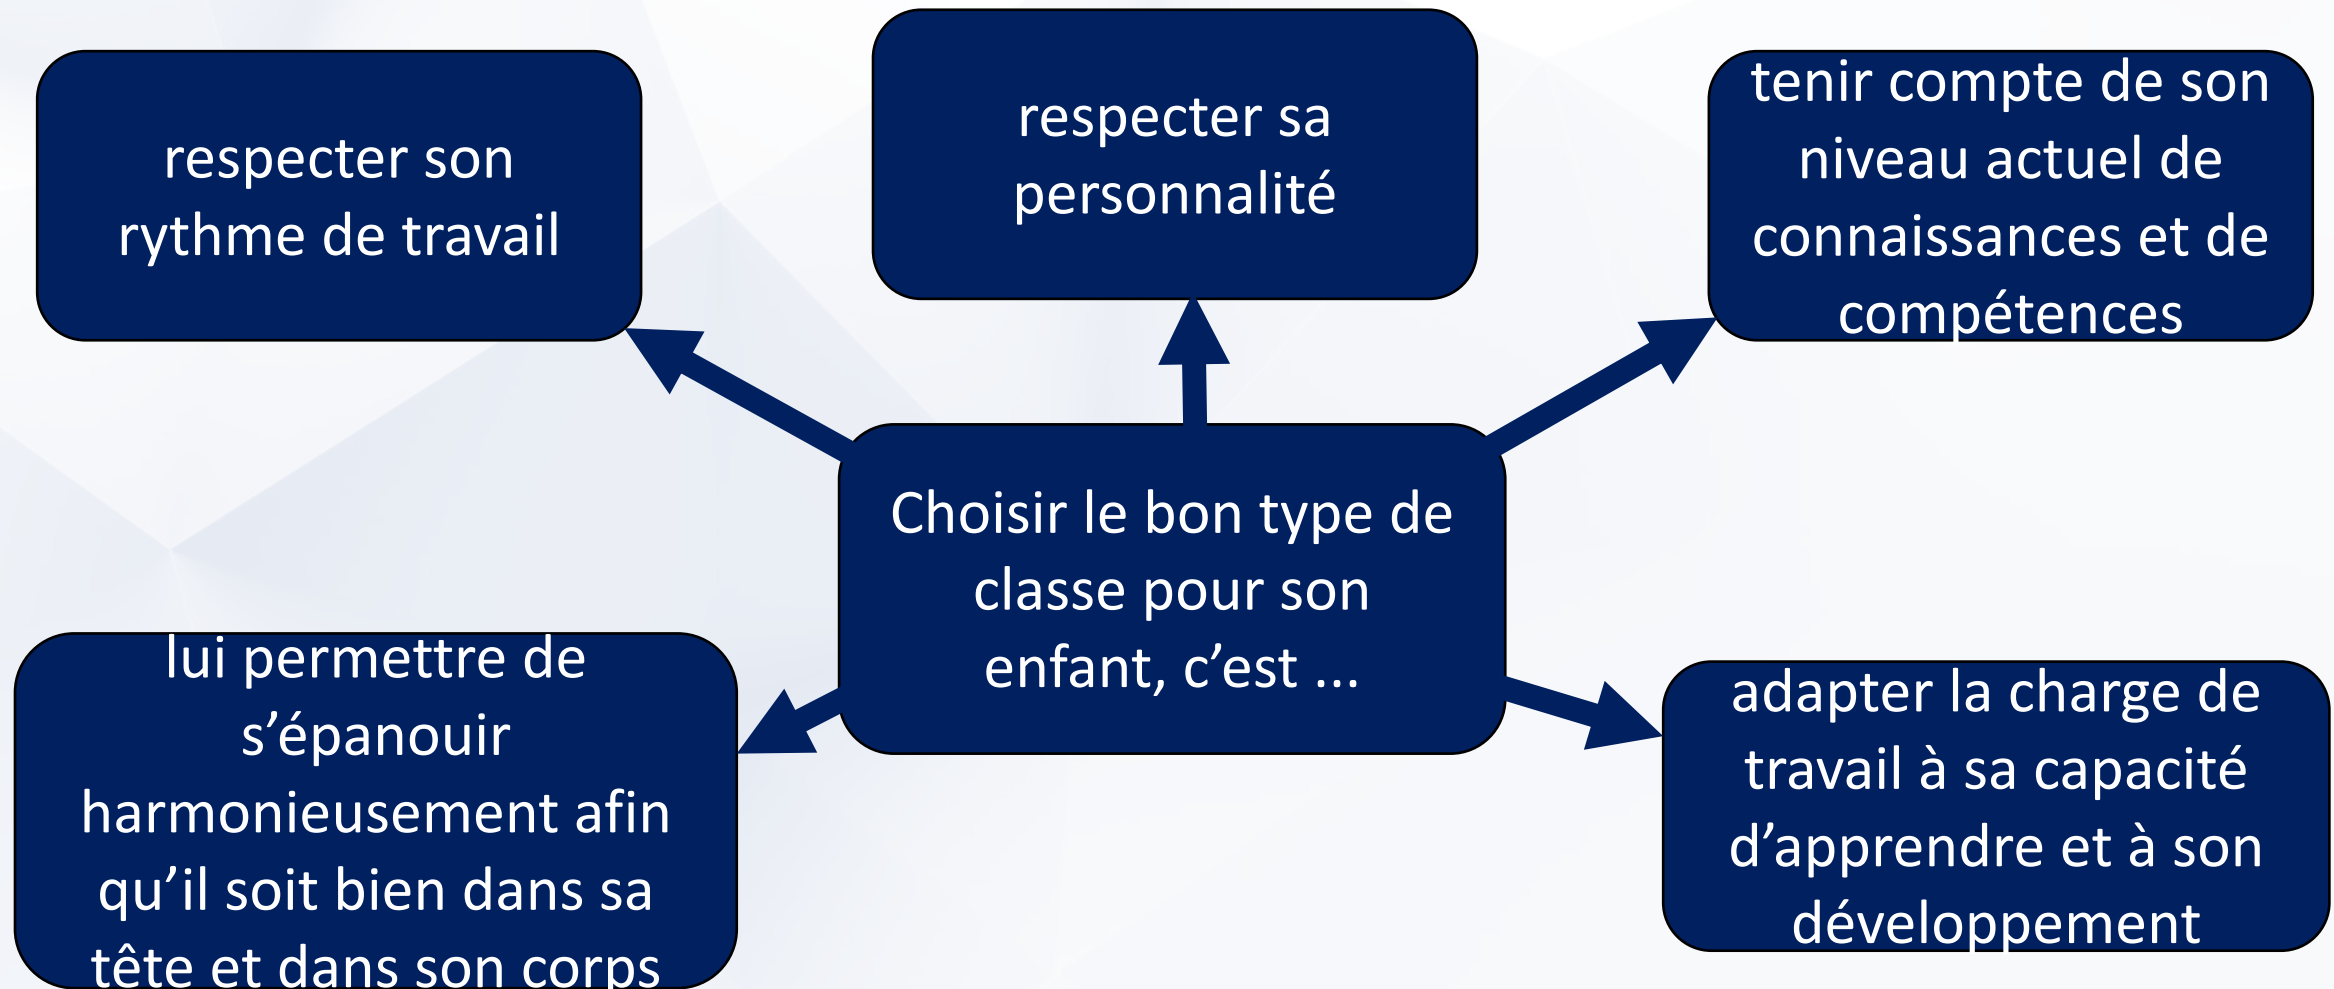 respecter son
rythme de travail
respecter sa
personnalité
tenir compte de son
niveau actuel de
connaissances et de
compétences
Choisir le bon type de
classe pour son
enfant, c’est ...
lui permettre de
s’épanouir
harmonieusement afin
qu’il soit bien dans sa
tête et dans son corps
adapter la charge de
travail à sa capacité
d’apprendre et à son
développement